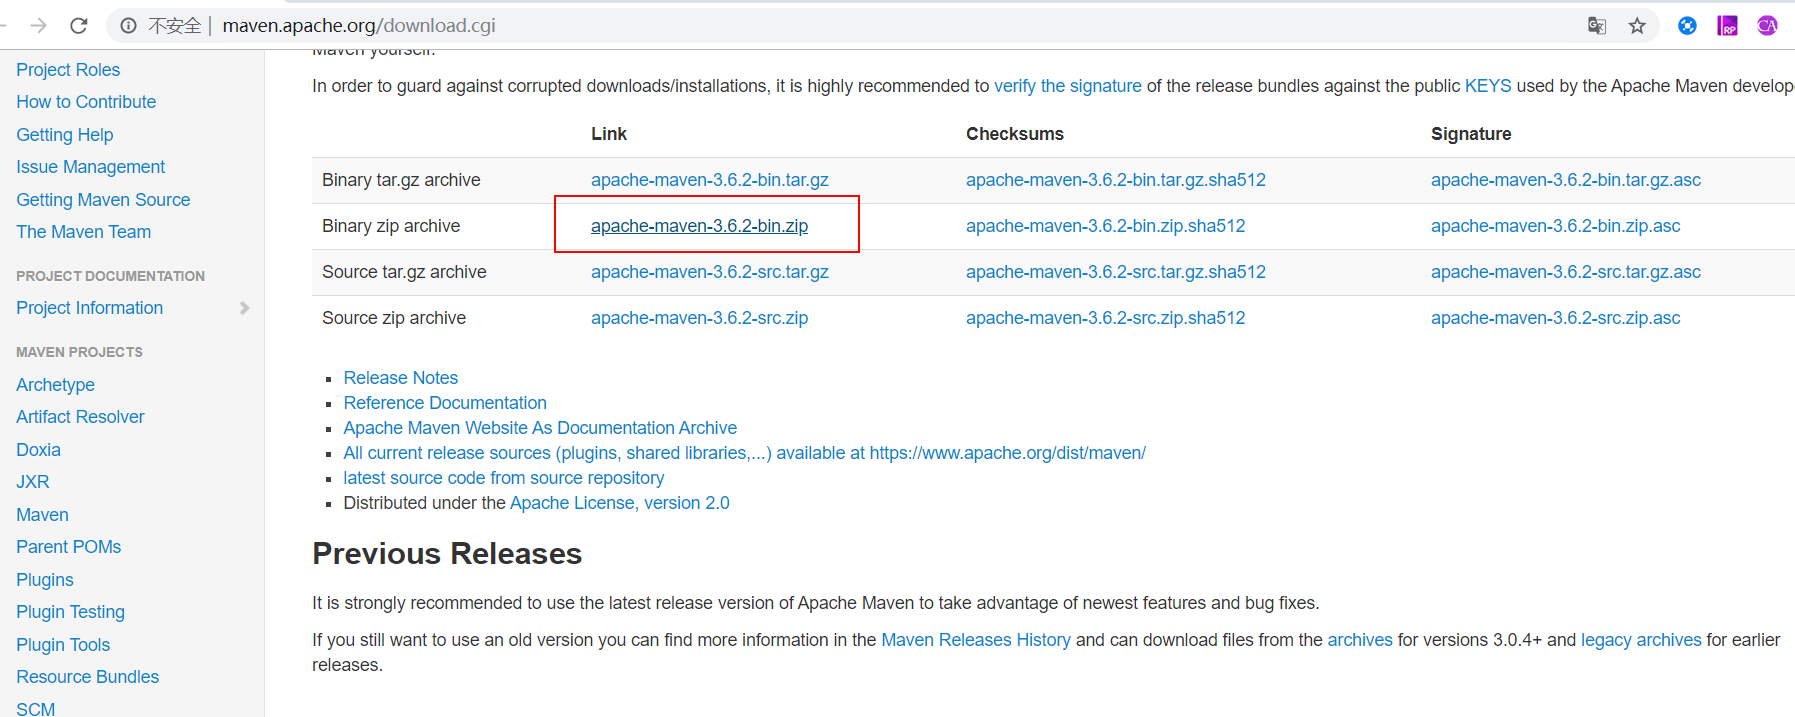 不安全 | maven.apache.org/download.cgi
Maven yourself.
Project Roles
How to Contribute
Getting Help
Issue Management
Getting Maven Source
The Maven Team
PROJECT DOCUMENTATION
Project Information
MAVEN PROJECTS
Archetype
Artifact Resolver
Doxia
JXR
Maven
Parent POMs
Plugins
Plugin Testing
Plugin Tools
Resource Bundles
SCM
In order to guard against corrupted downloads/installations, it is highly recommended to verify the signature of the release bundles against the public KEYS used by the Apache Maven develop
Link Checksums Signature
Binary tar.gz archive apache-maven-3.6.2-bin.tar.gz apache-maven-3.6.2-bin.tar.gz.sha512 apache-maven-3.6.2-bin.tar.gz.asc
Binary zip archive apache-maven-3.6.2-bin.zip apache-maven-3.6.2-bin.zip.sha512 apache-maven-3.6.2-bin.zip.asc
Source tar.gz archive apache-maven-3.6.2-src.tar.gz apache-maven-3.6.2-src.tar.gz.sha512 apache-maven-3.6.2-src.tar.gz.asc
Source zip archive apache-maven-3.6.2-src.zip apache-maven-3.6.2-src.zip.sha512 apache-maven-3.6.2-src.zip.asc
Release Notes
Reference Documentation
Apache Maven Website As Documentation Archive
All current release sources (plugins, shared libraries,...) available at https://www.apache.org/dist/maven/
latest source code from source repository
Distributed under the Apache License, version 2.0
Previous Releases
It is strongly recommended to use the latest release version of Apache Maven to take advantage of newest features and bug fixes.
If you still want to use an old version you can find more information in the Maven Releases History and can download files from the archives for versions 3.0.4+ and legacy archives for earlier
releases.
RP
CA